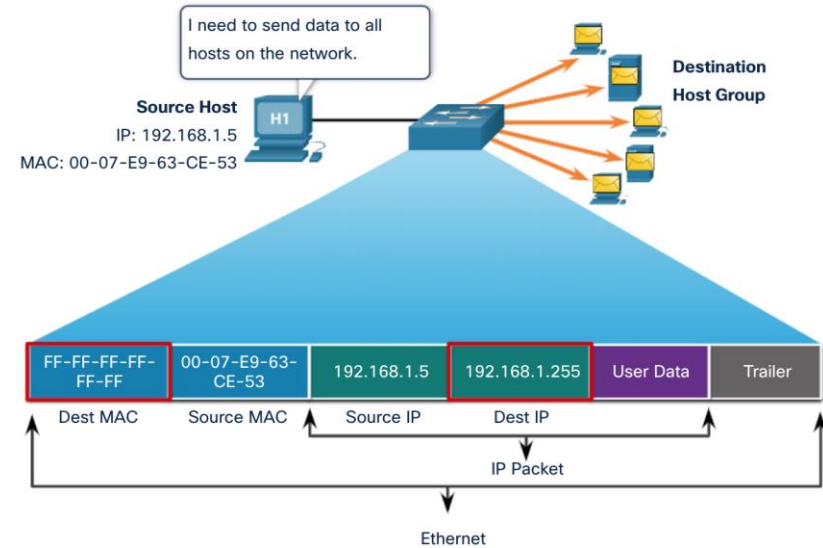 I need to send data to all
hosts on the network.
Source Host
IP: 192.168.1.5
MAC: 00-07-E9-63-CE-53
H1
Destination
Host Group
FF-FF-FF-FF-
FF-FF
00-07-E9-63-
CE-53
192.168.1.5
192.168.1.255
User Data
Trailer
Dest MAC
Source MAC
Source IP
Dest IP
IP Packet
Ethernet